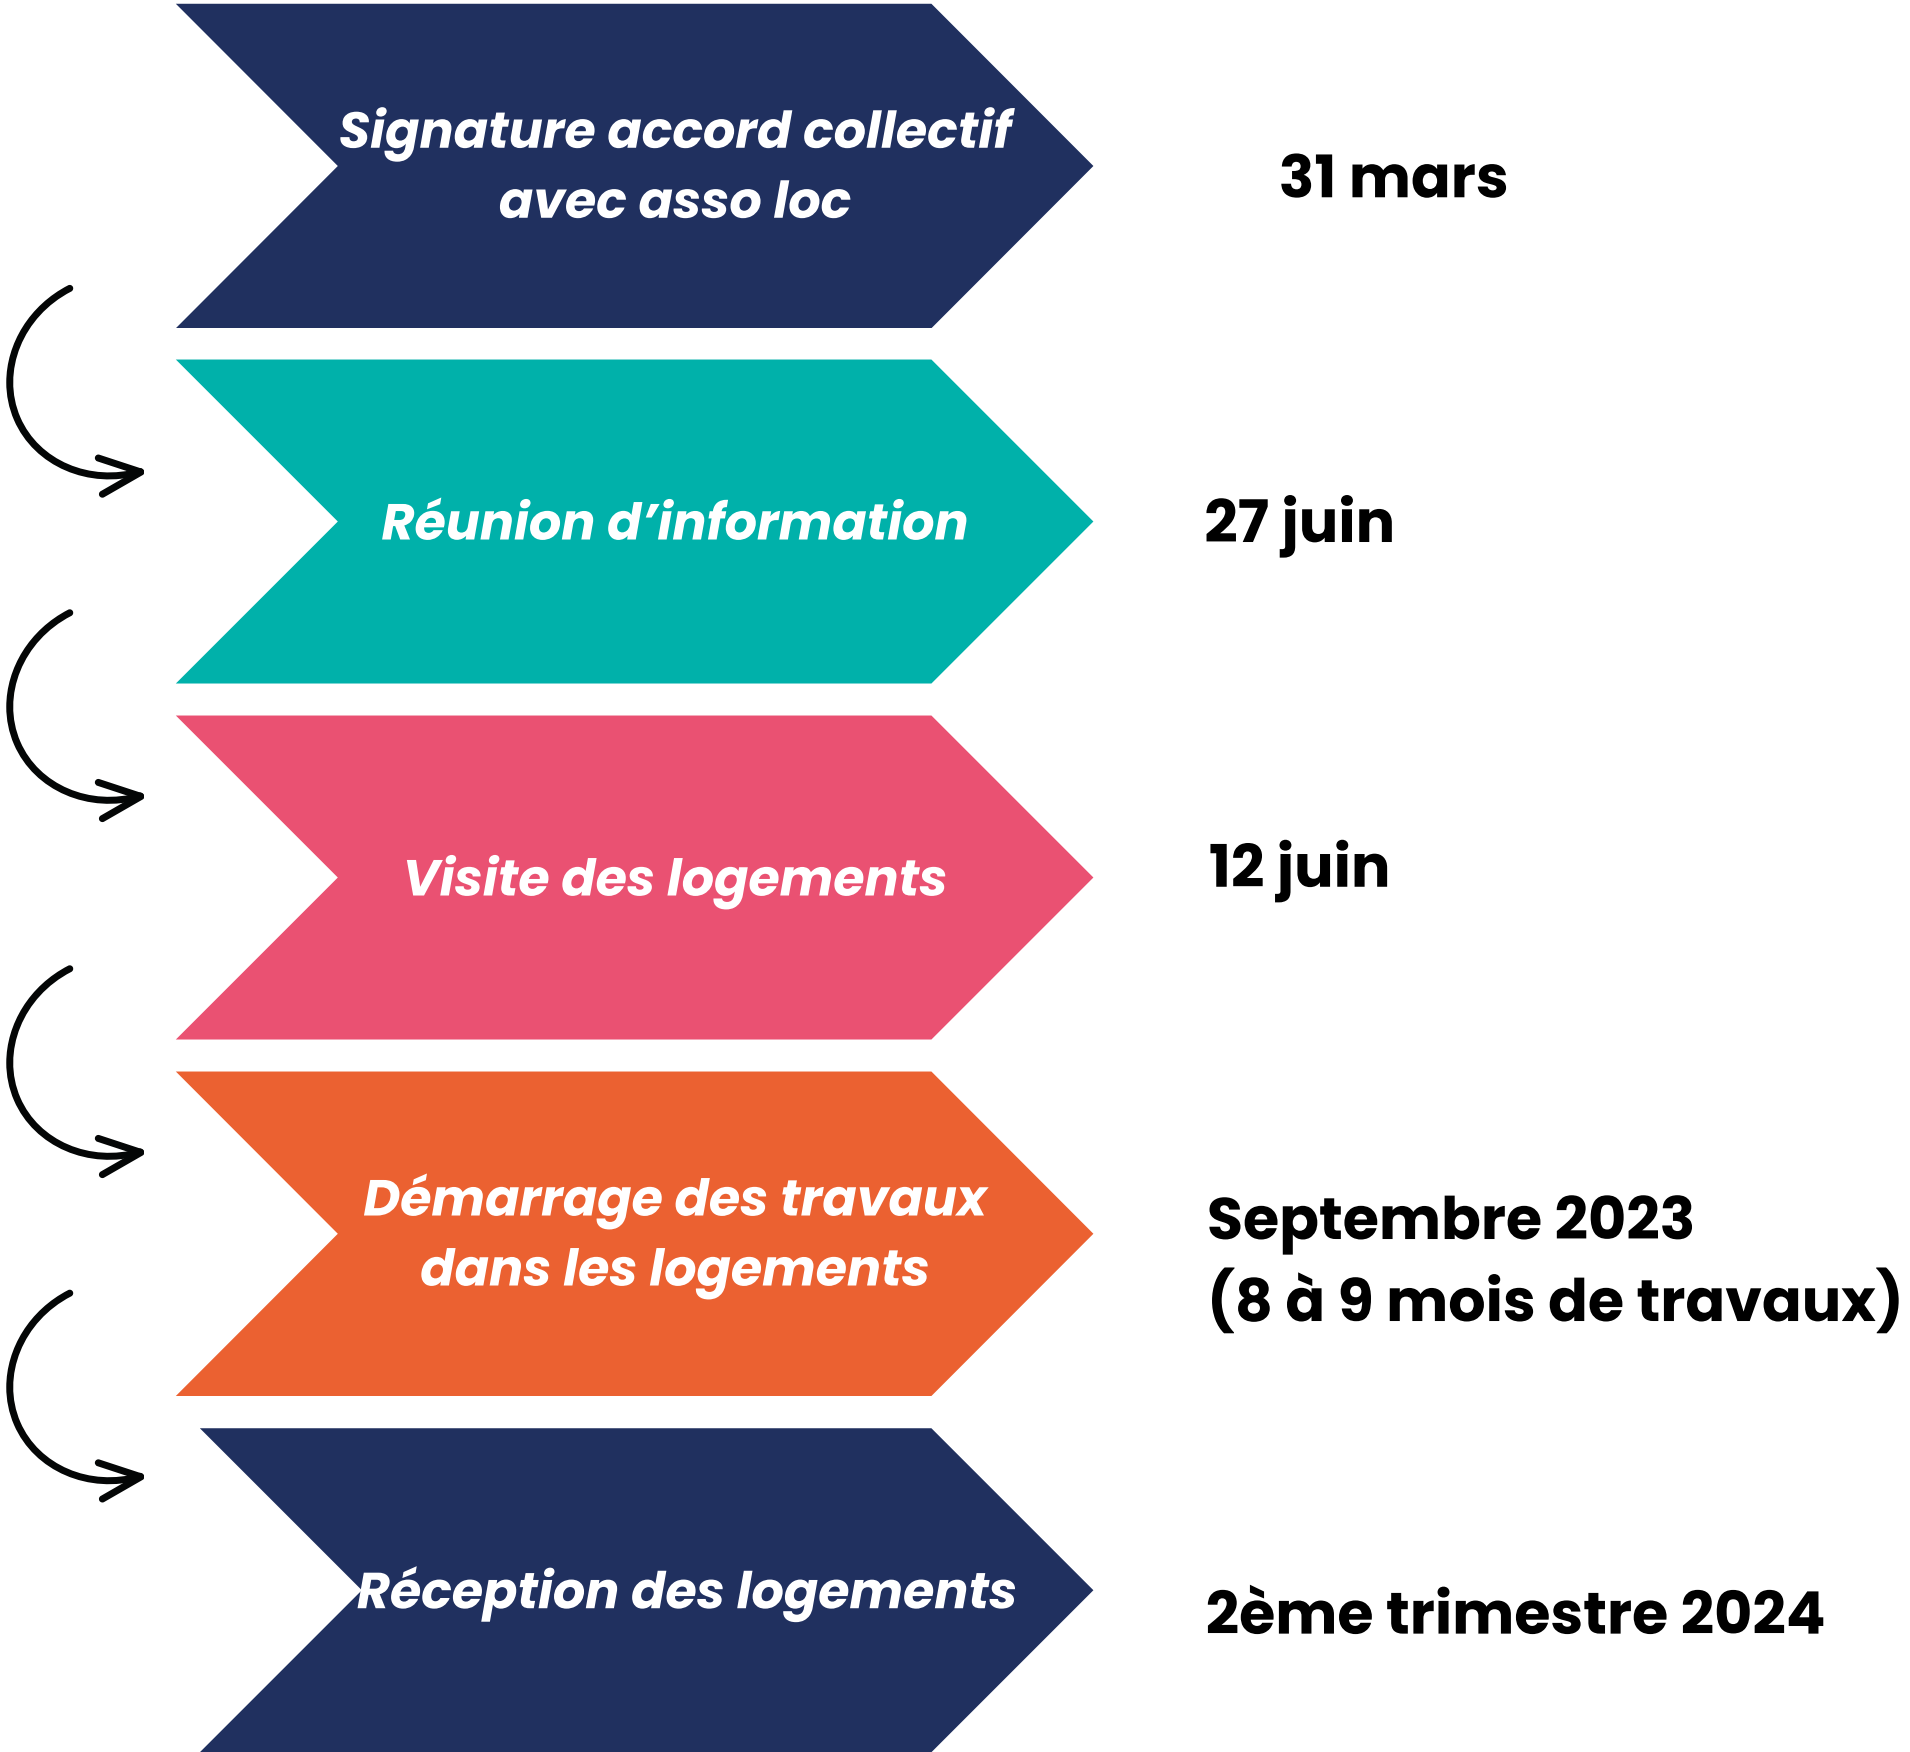 Signature accord collectif
avec asso loc
31 mars
Réunion d’information
27 juin
Visite des logements
12 juin
Démarrage des travaux
dans les logements
Septembre 2023
(8 à 9 mois de travaux)
Réception des logements
2ème trimestre 2024